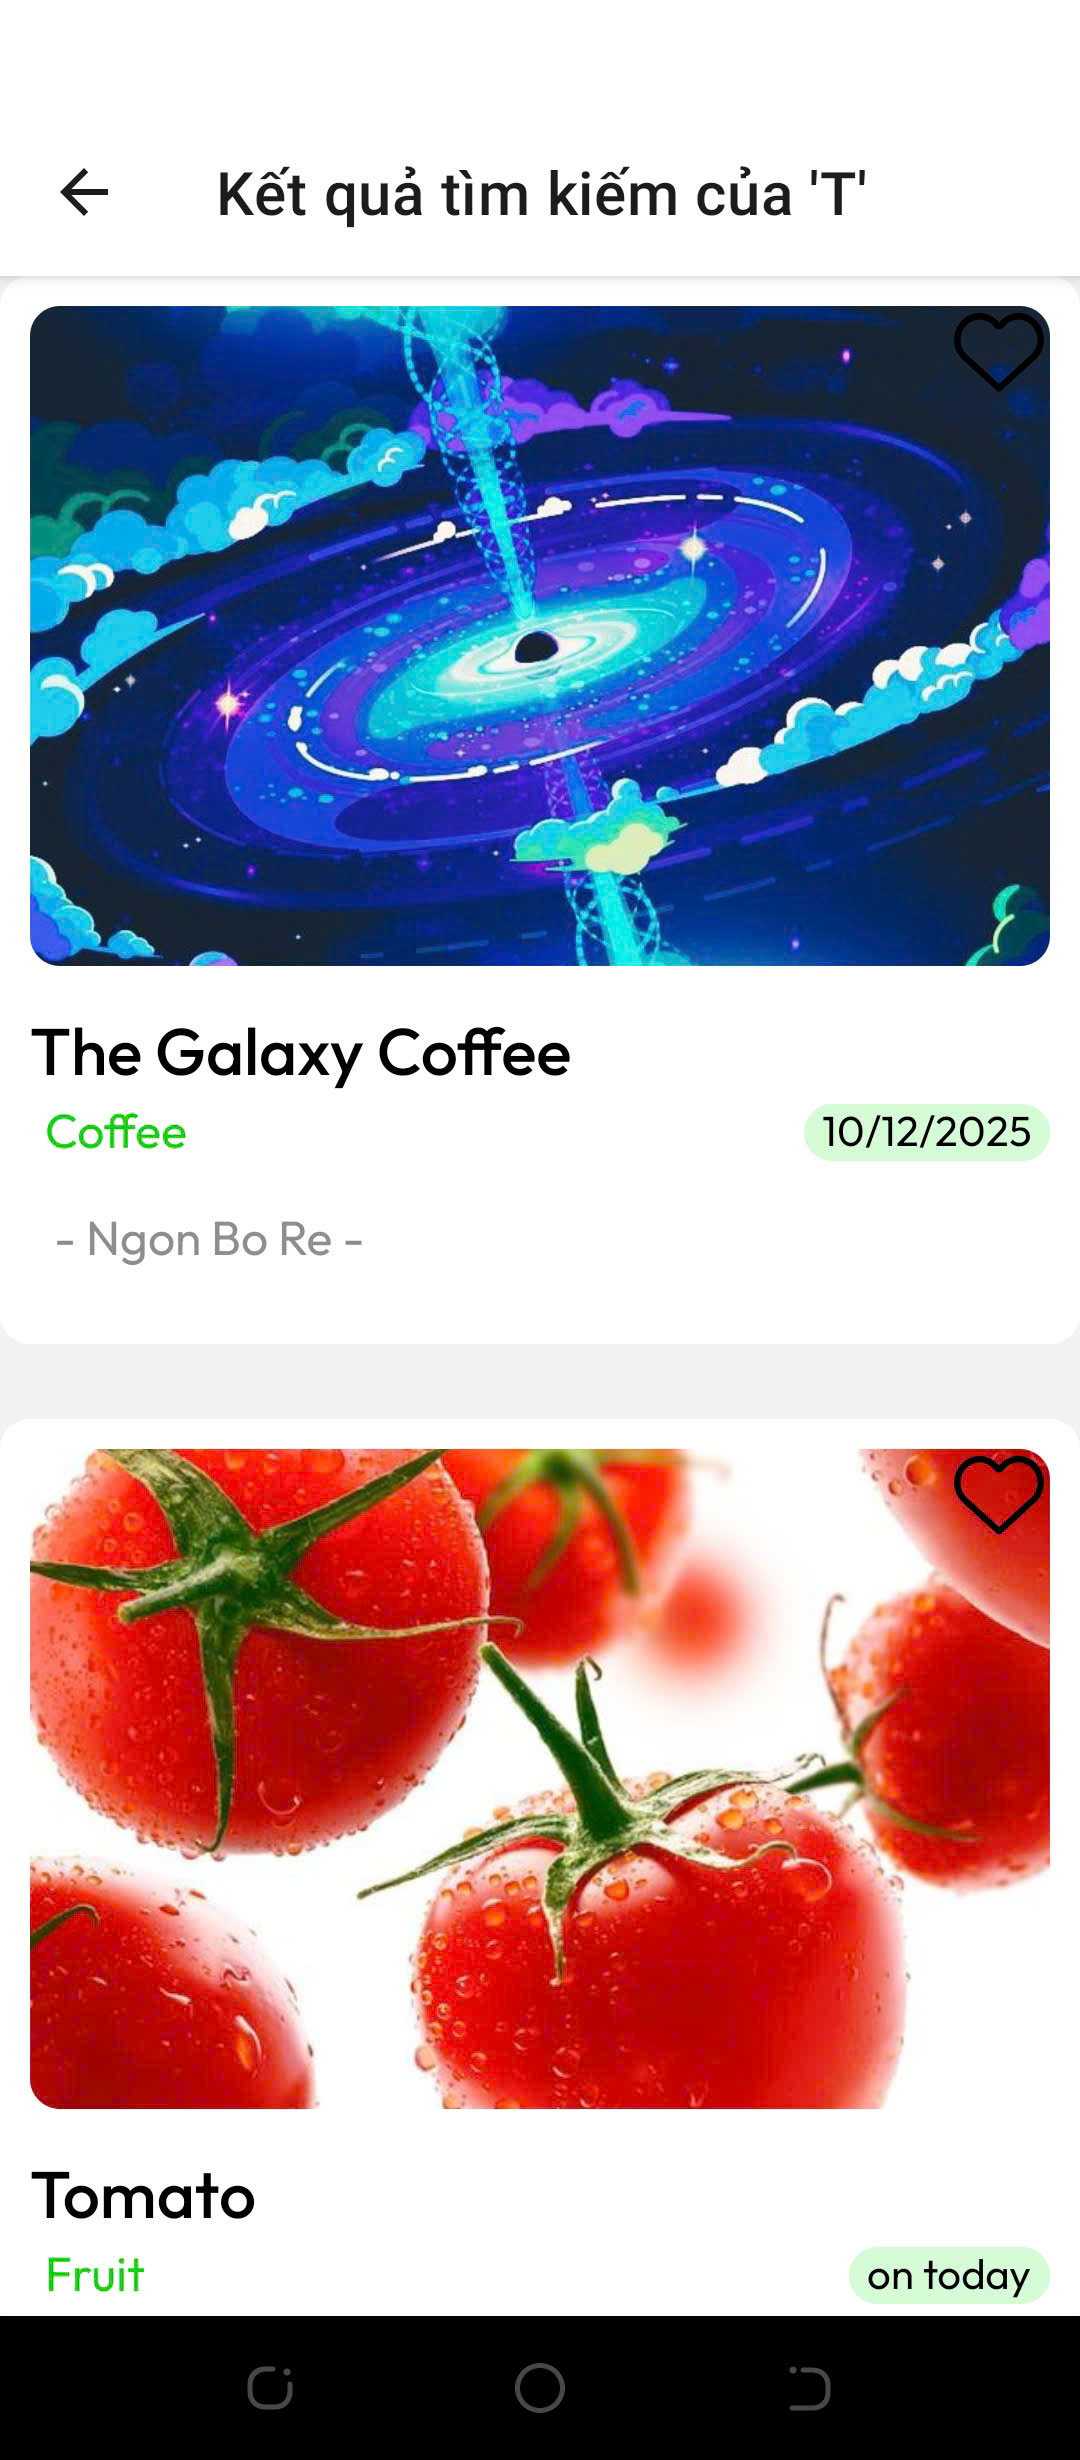 Kết quả tìm kiếm của 'T'
The Galaxy Coffee
Coffee
10/12/2025
- Ngon Bo Re -
Tomato
Fruit
on today